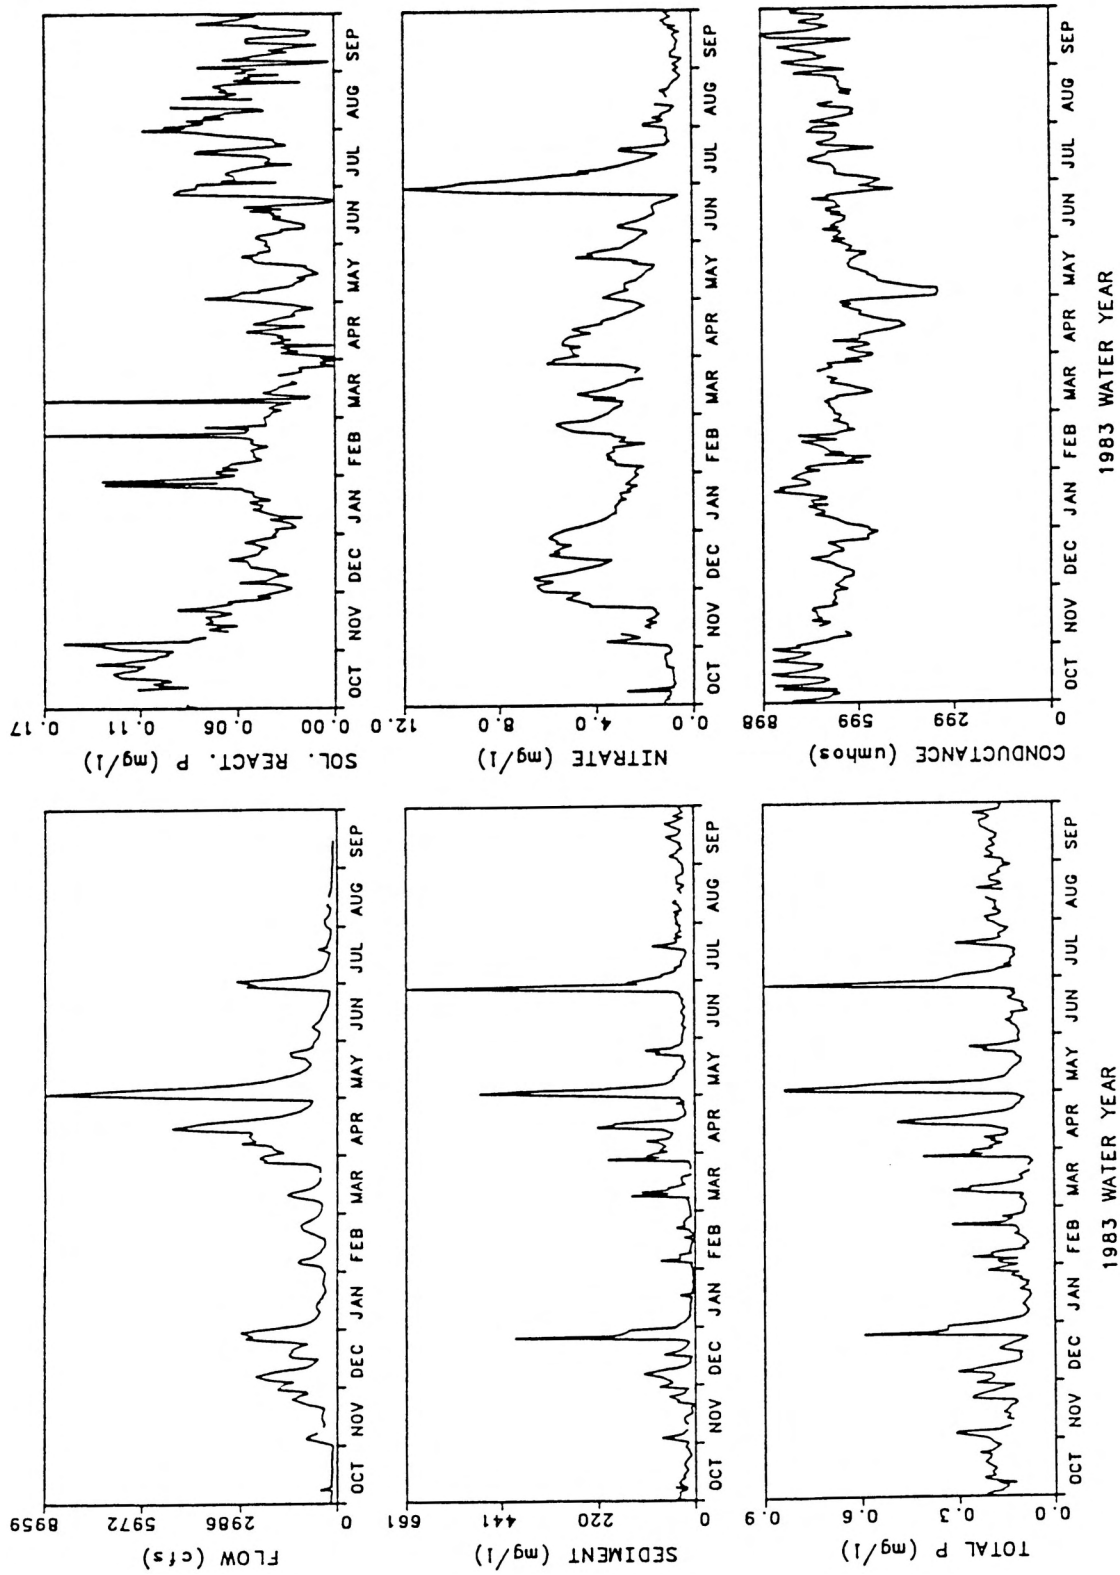 FLOW (cfs)
8959
5972
2986
0
OCT NOV DEC JAN FEB MAR APR MAY JUN JUL AUG SEP
SEDIMENT (mg/l)
661
441
220
0
OCT NOV DEC JAN FEB MAR APR MAY JUN JUL AUG SEP
TOTAL P (mg/l)
0.9
0.6
0.3
0.0
OCT NOV DEC JAN FEB MAR APR MAY JUN JUL AUG SEP
1983 WATER YEAR
SOL. REACT. P (mg/l)
0.17
0.11
0.06
0.00
OCT NOV DEC JAN FEB MAR APR MAY JUN JUL AUG SEP
NITRATE (mg/l)
12.0
8.0
4.0
0.0
OCT NOV DEC JAN FEB MAR APR MAY JUN JUL AUG SEP
CONDUCTANCE (umhos)
898
599
299
0
OCT NOV DEC JAN FEB MAR APR MAY JUN JUL AUG SEP
1983 WATER YEAR